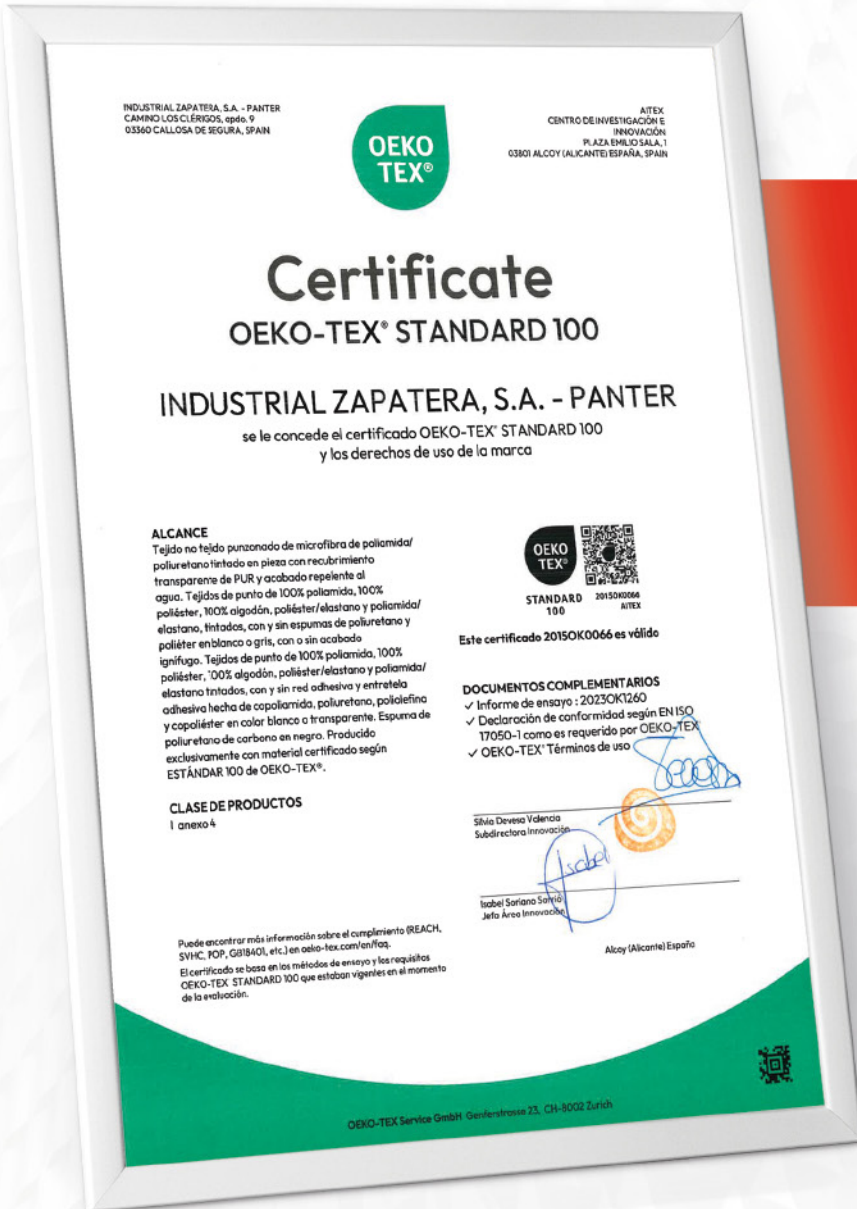 INDUSTRIAL ZAPATERA, S.A. - PANTER
CAMINO LOS CLÉRIGOS, apdo. 9
03360 CALLOSA DE SEGURA, SPAIN
OEKO
TEX®
AITEX
CENTRO DE INVESTIGACIÓN E
INNOVACIÓN
PLAZA EMILIO SALA, 1
03801 ALCOY (ALICANTE) ESPAÑA, SPAIN
Certificate
OEKO-TEX® STANDARD 100
INDUSTRIAL ZAPATERA, S.A. - PANTER
se le concede el certificado OEKO-TEX® STANDARD 100
y los derechos de uso de la marca
ALCANCE
Tejido no tejido punzonado de microfibra de poliamida/
poliuretano tintado en pieza con recubrimiento
transparente de PUR y acabado repelente al
agua. Tejidos de punto de 100% poliamida, 100%
poliéster, 100% algodón, poliéster/elastano y poliamida/
elastano, tintados, con y sin espumas de poliuretano y
poliéter en blanco o gris, con o sin acabado
ignífugo. Tejidos de punto de 100% poliamida, 100%
poliéster, 100% algodón, poliéster/elastano y poliamida/
elastano tintados, con y sin red adhesiva y entretela
adhesiva hecha de copoliamida, poliuretano, poliolefina
y copoliéster en color blanco o transparente. Espuma de
poliuretano de carbono en negro. Producido
exclusivamente con material certificado según
ESTÁNDAR 100 de OEKO-TEX®.
CLASE DE PRODUCTOS
I anexo 4
OEKO
TEX®
STANDARD
100
2015OK0066
AITEX
Este certificado 2015OK0066 es válido
DOCUMENTOS COMPLEMENTARIOS
✓ Informe de ensayo : 2023OK1260
✓ Declaración de conformidad según EN ISO
17050-1 como es requerido por OEKO-TEX
✓ OEKO-TEX® Términos de uso
Silvia Devesa Valencia
Subdirectora Innovación
Isabel
Isabel Soriano Sarrió
Jefa Área Innovación
Alcoy (Alicante) España
Puede encontrar más información sobre el cumplimiento (REACH,
SVHC, POP, GB18401, etc.) en oeko-tex.com/en/faq.
El certificado se basa en los métodos de ensayo y los requisitos
OEKO-TEX STANDARD 100 que estaban vigentes en el momento
de la evaluación.
OEKO-TEX Service GmbH Genferstrasse 23, CH-8002 Zurich